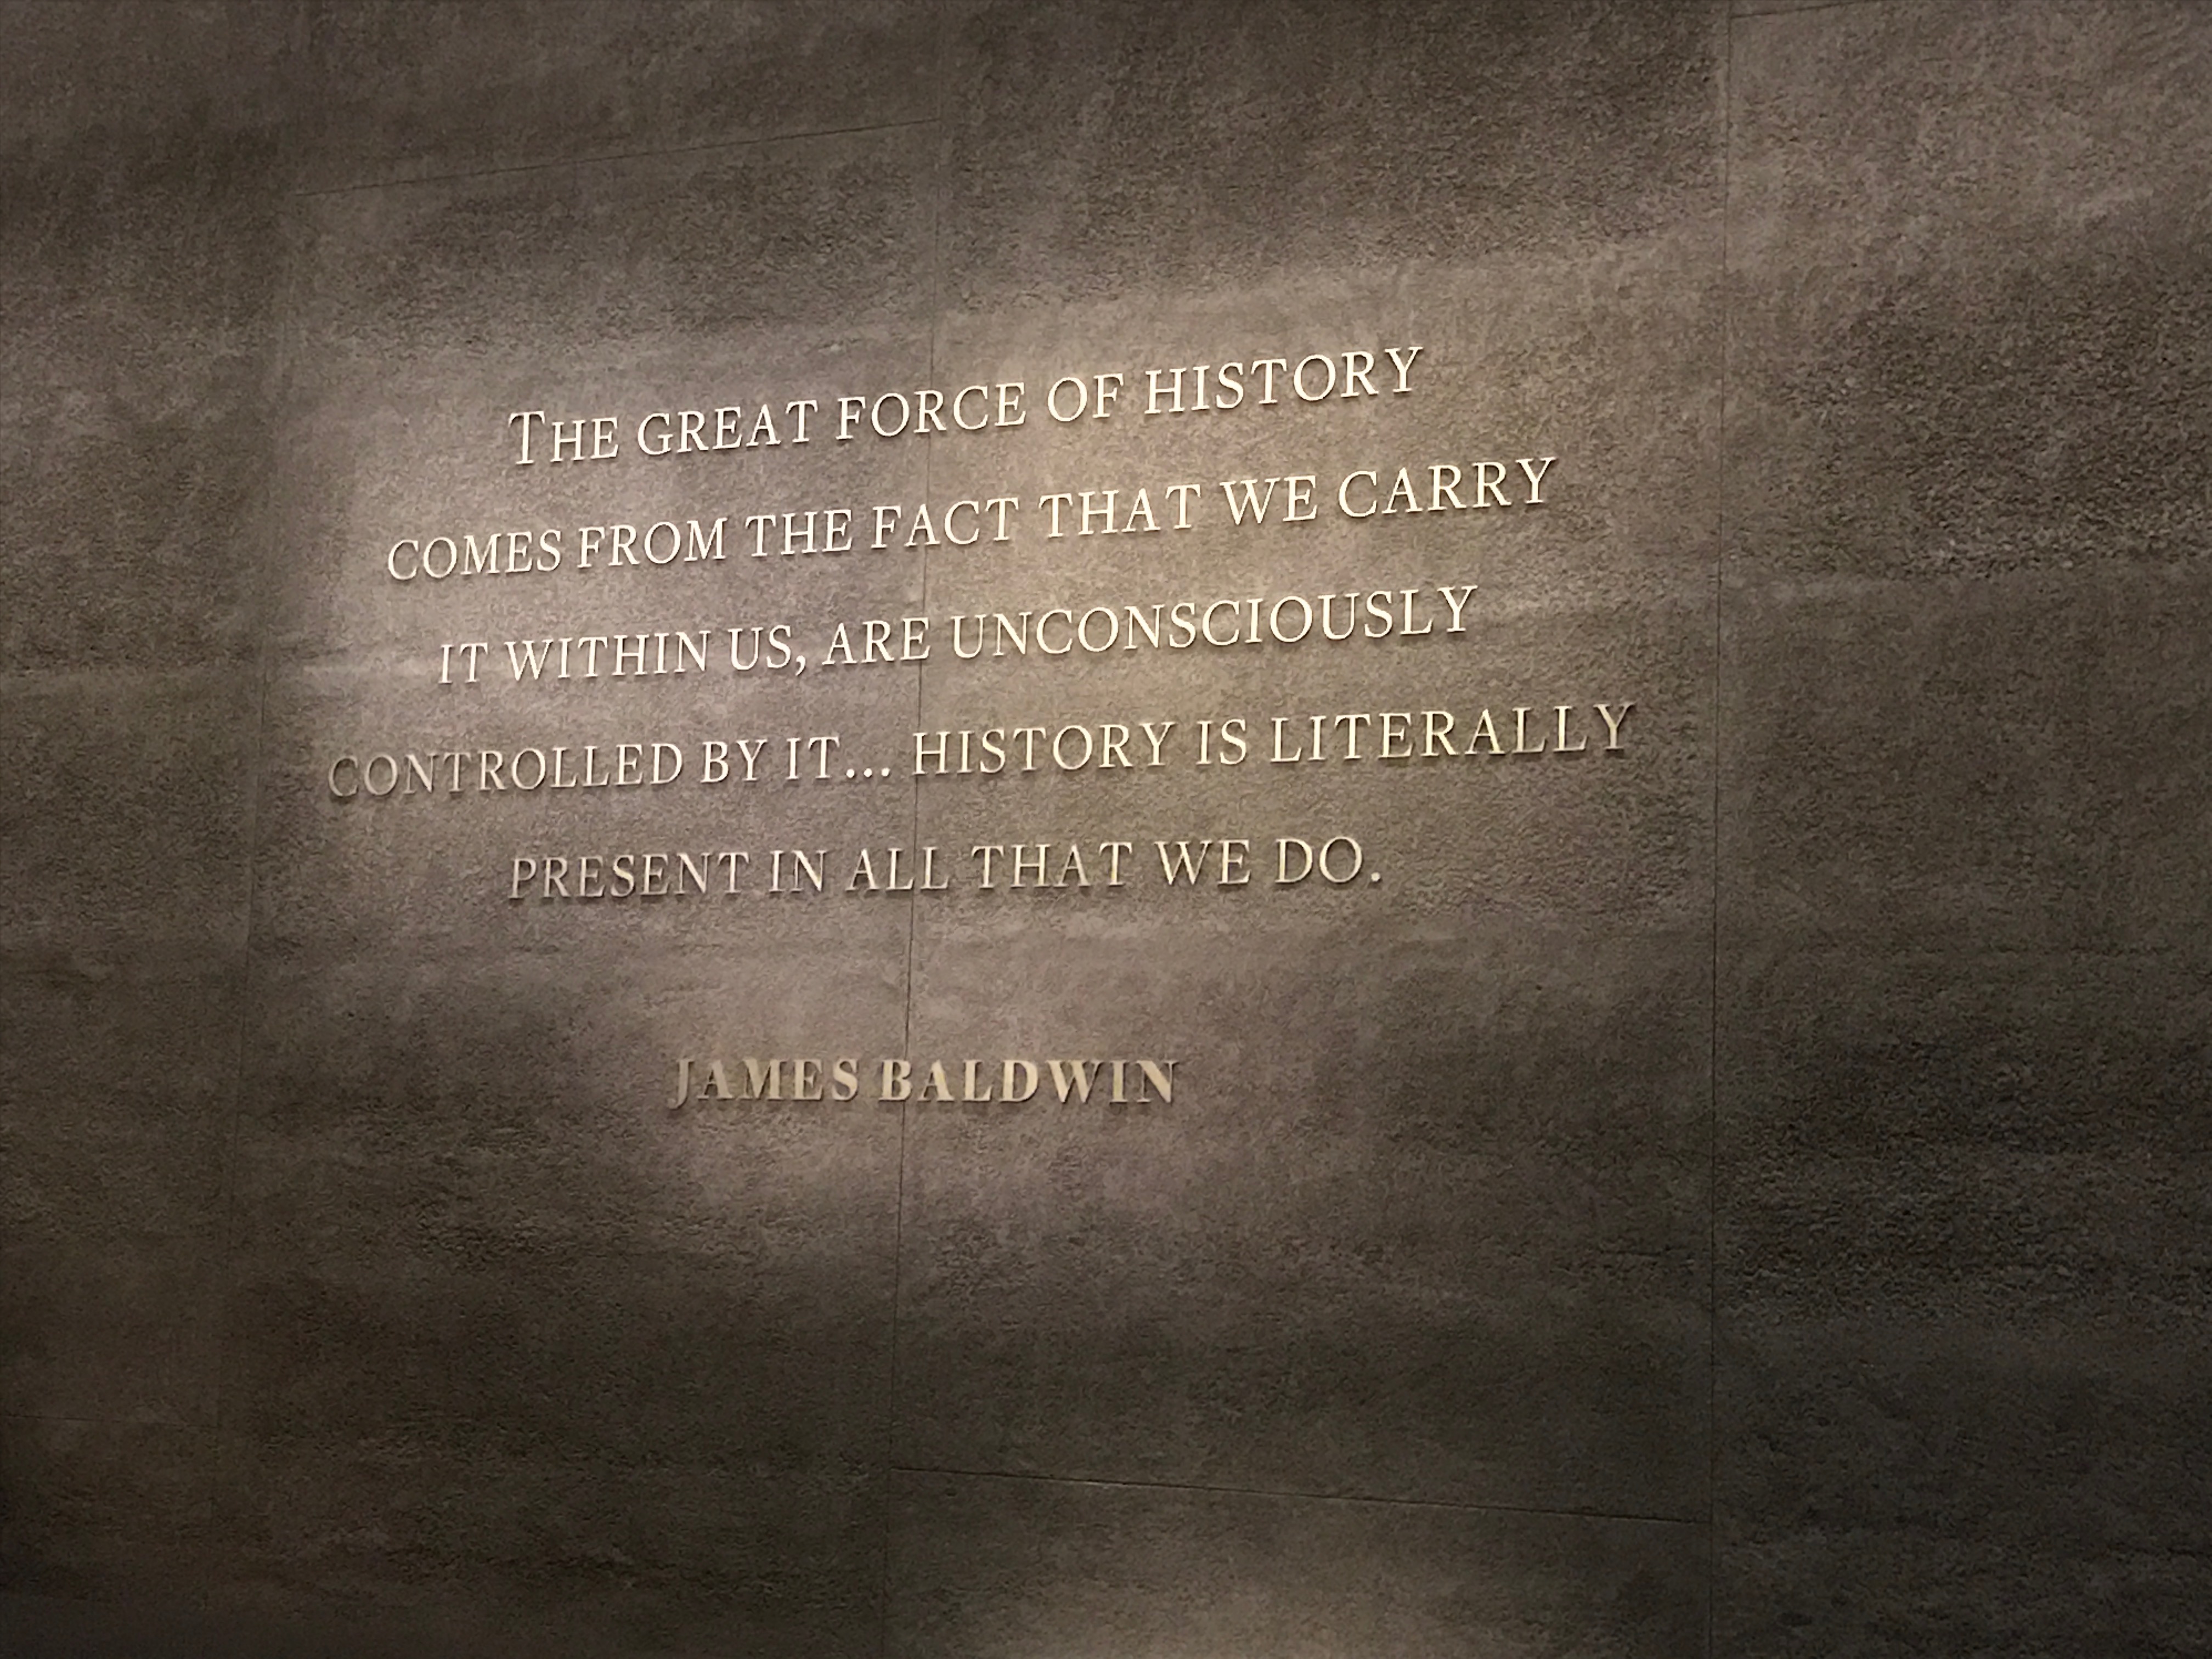 THE GREAT FORCE OF HISTORY
COMES FROM THE FACT THAT WE CARRY
IT WITHIN US, ARE UNCONSCIOUSLY
CONTROLLED BY IT... HISTORY IS LITERALLY
PRESENT IN ALL THAT WE DO.
JAMES BALDWIN